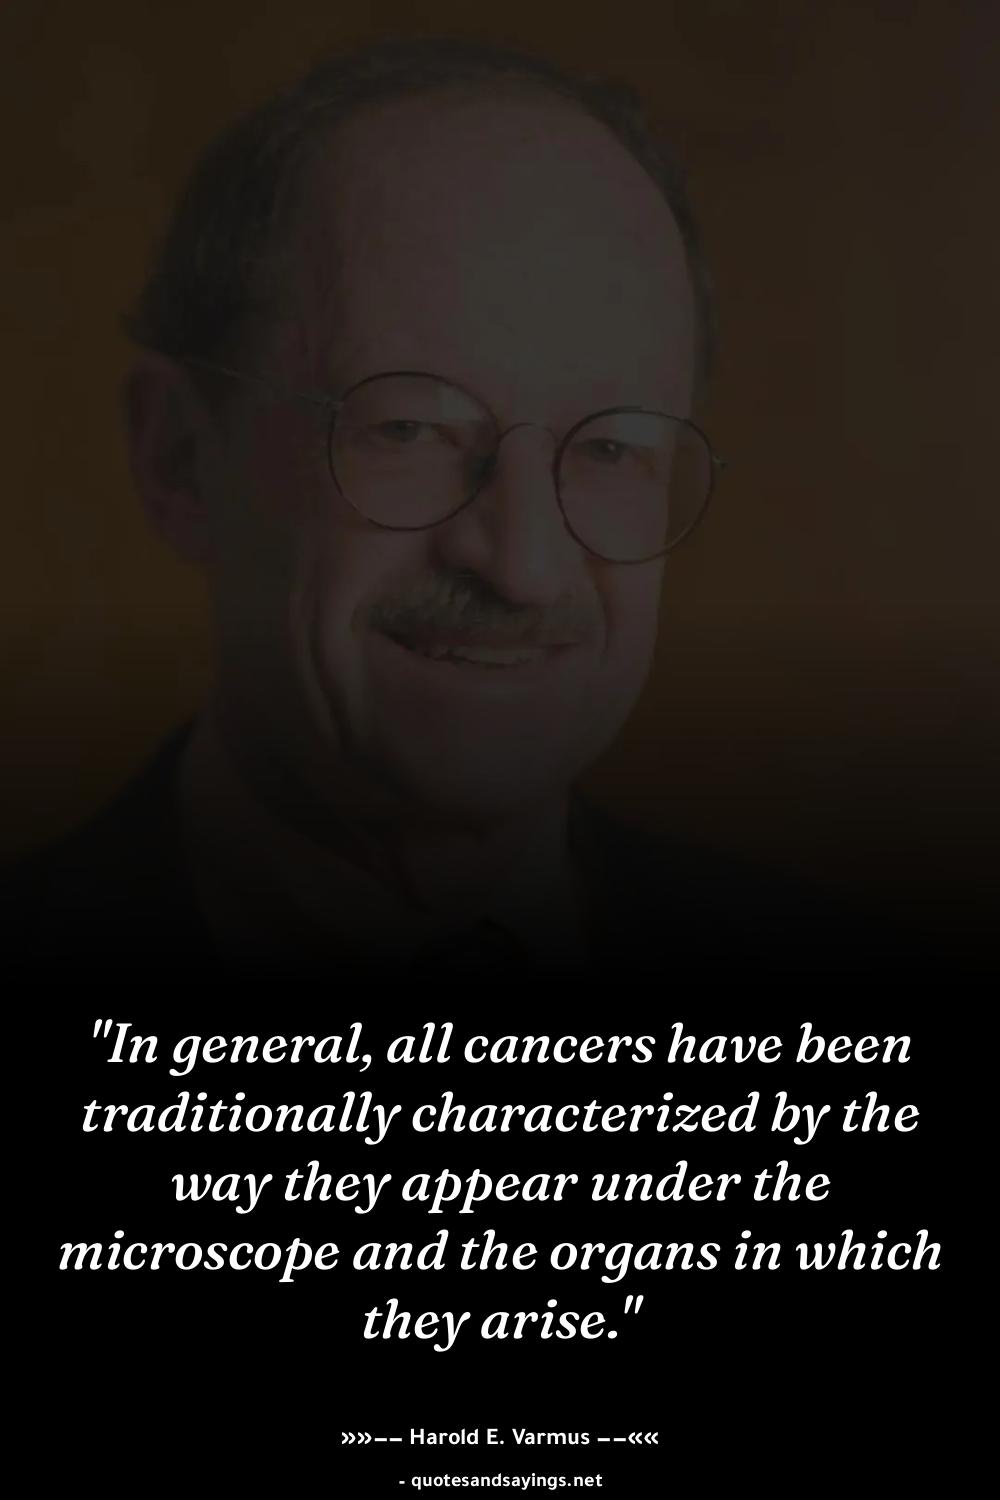 "In general, all cancers have been
traditionally characterized by the
way they appear under the
microscope and the organs in which
they arise."
»»–– Harold E. Varmus ––««
- quotesandsayings.net